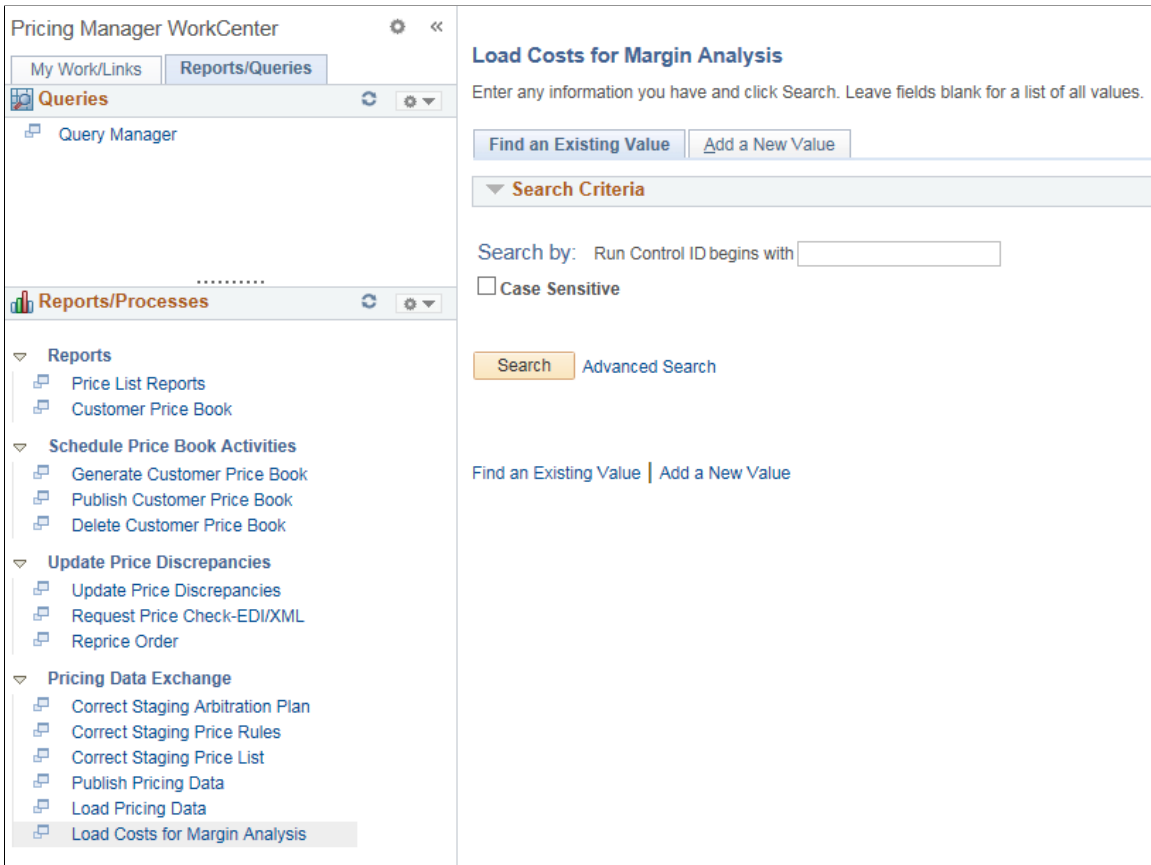 Pricing Manager WorkCenter
My Work/Links
Reports/Queries
Queries
Query Manager
Reports/Processes
Reports
Price List Reports
Customer Price Book
Schedule Price Book Activities
Generate Customer Price Book
Publish Customer Price Book
Delete Customer Price Book
Update Price Discrepancies
Update Price Discrepancies
Request Price Check-EDI/XML
Reprice Order
Pricing Data Exchange
Correct Staging Arbitration Plan
Correct Staging Price Rules
Correct Staging Price List
Publish Pricing Data
Load Pricing Data
Load Costs for Margin Analysis
Load Costs for Margin Analysis
Enter any information you have and click Search. Leave fields blank for a list of all values.
Find an Existing Value
Add a New Value
Search Criteria
Search by: Run Control ID begins with
Case Sensitive
Search Advanced Search
Find an Existing Value | Add a New Value